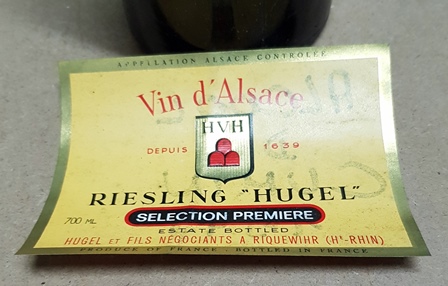 APPELLATION ALSACE CONTROLÉE
Vin d'Alsace
HVH
DEPUIS 1639
RIESLING "HUGEL"
700 ML
SELECTION PREMIERE
ESTATE BOTTLED
HUGEL ET FILS NÉGOCIANTS A RIQUEWIHR (Ht-RHIN)
PRODUCE OF FRANCE - BOTTLED IN FRANCE